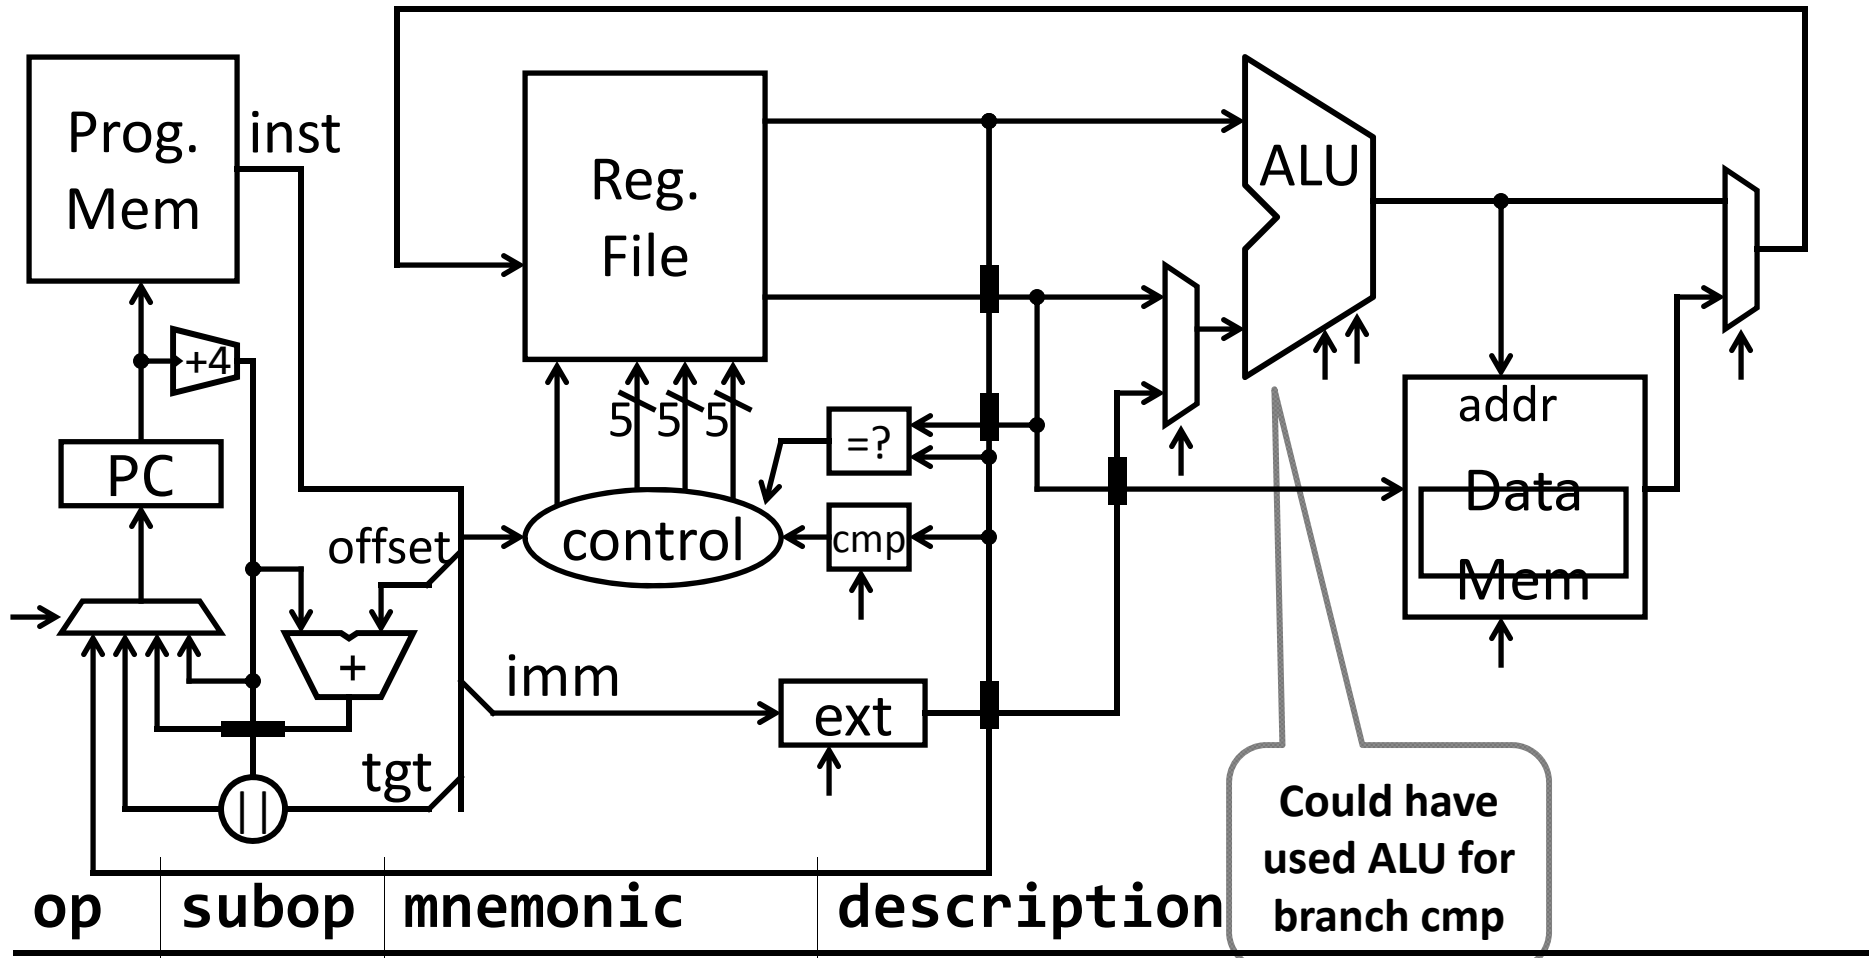 Prog.
Mem
inst
Reg.
File
ALU
+4
5 5 5
=?
addr
PC
Data
Mem
offset
control
cmp
+
imm
ext
tgt
||
Could have
used ALU for
branch cmp
op subop mnemonic description